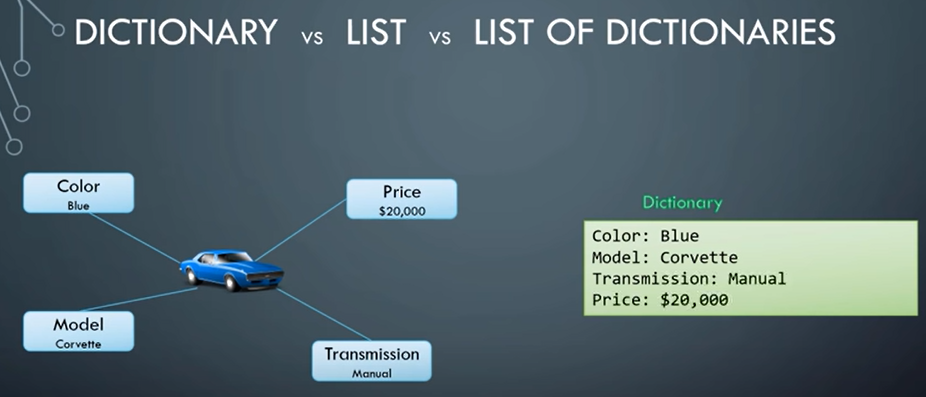 DICTIONARY vs LIST vs LIST OF DICTIONARIES
Color
Blue
Price
$20,000
Model
Corvette
Transmission
Manual
Dictionary
Color: Blue
Model: Corvette
Transmission: Manual
Price: $20,000